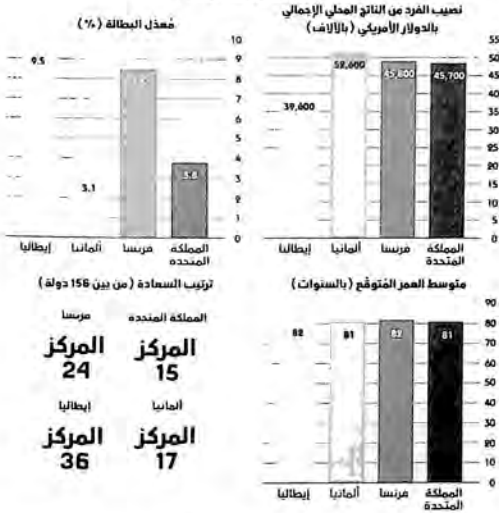 نصيب الفرد من الناتج المحلي الإجمالي
بالدولار الأمريكي (بالآلاف)
55
50
45
40
35
30
25
20
15
10
5
0
45,700
45,800
52,600
39,600
المملكة المتحدة
فرنسا
ألمانيا
إيطاليا
مُعدّل البطالة (%)
10
9
8
7
6
5
4
3
2
1
0
3.8
3.1
9.5
المملكة المتحدة
فرنسا
ألمانيا
إيطاليا
متوسط العمر المُتوقّع (بالسنوات)
90
80
70
60
50
40
30
20
10
0
81
82
81
82
المملكة المتحدة
فرنسا
ألمانيا
إيطاليا
ترتيب السعادة (من بين 156 دولة)
المملكة المتحدة
المركز
15
فرنسا
المركز
24
ألمانيا
المركز
17
إيطاليا
المركز
36